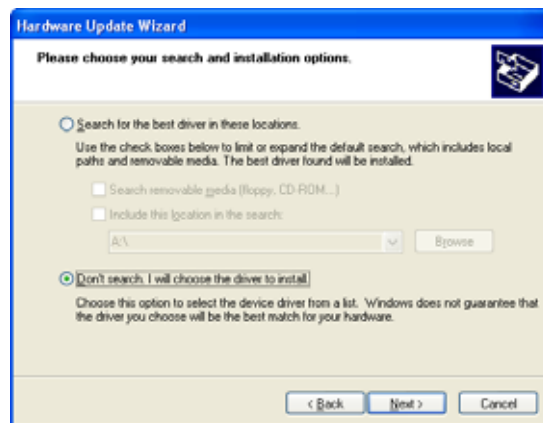 Hardware Update Wizard
Please choose your search and installation options.
Search for the best driver in these locations.
Use the check boxes below to limit or expand the default search, which includes local
paths and removable media. The best driver found will be installed.
Search removable media (floppy, CD-ROM...)
Include this location in the search:
A:\
Browse
Don't search. I will choose the driver to install.
Choose this option to select the device driver from a list. Windows does not guarantee that
the driver you choose will be the best match for your hardware.
< Back Next > Cancel